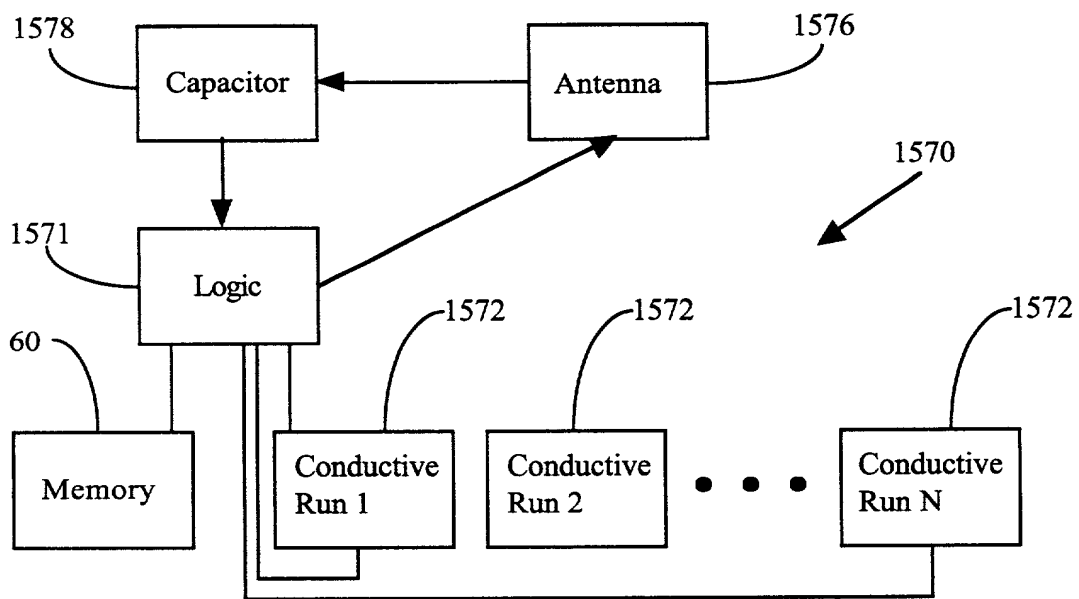 1578
Capacitor
Antenna
1576
1570
1571
Logic
60
1572
1572
1572
Memory
Conductive
Run 1
Conductive
Run 2
Conductive
Run N